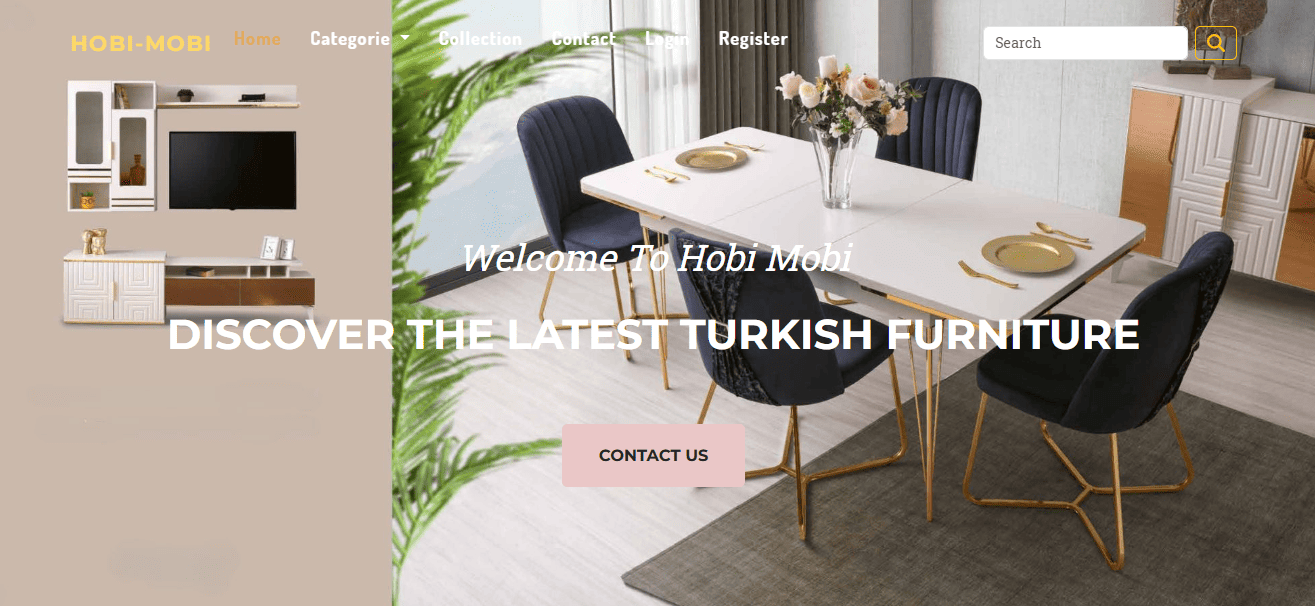 HOBI-MOBI
Home Categorie Collection Contact Login Register
Search
Welcome To Hobi Mobi
DISCOVER THE LATEST TURKISH FURNITURE
CONTACT US